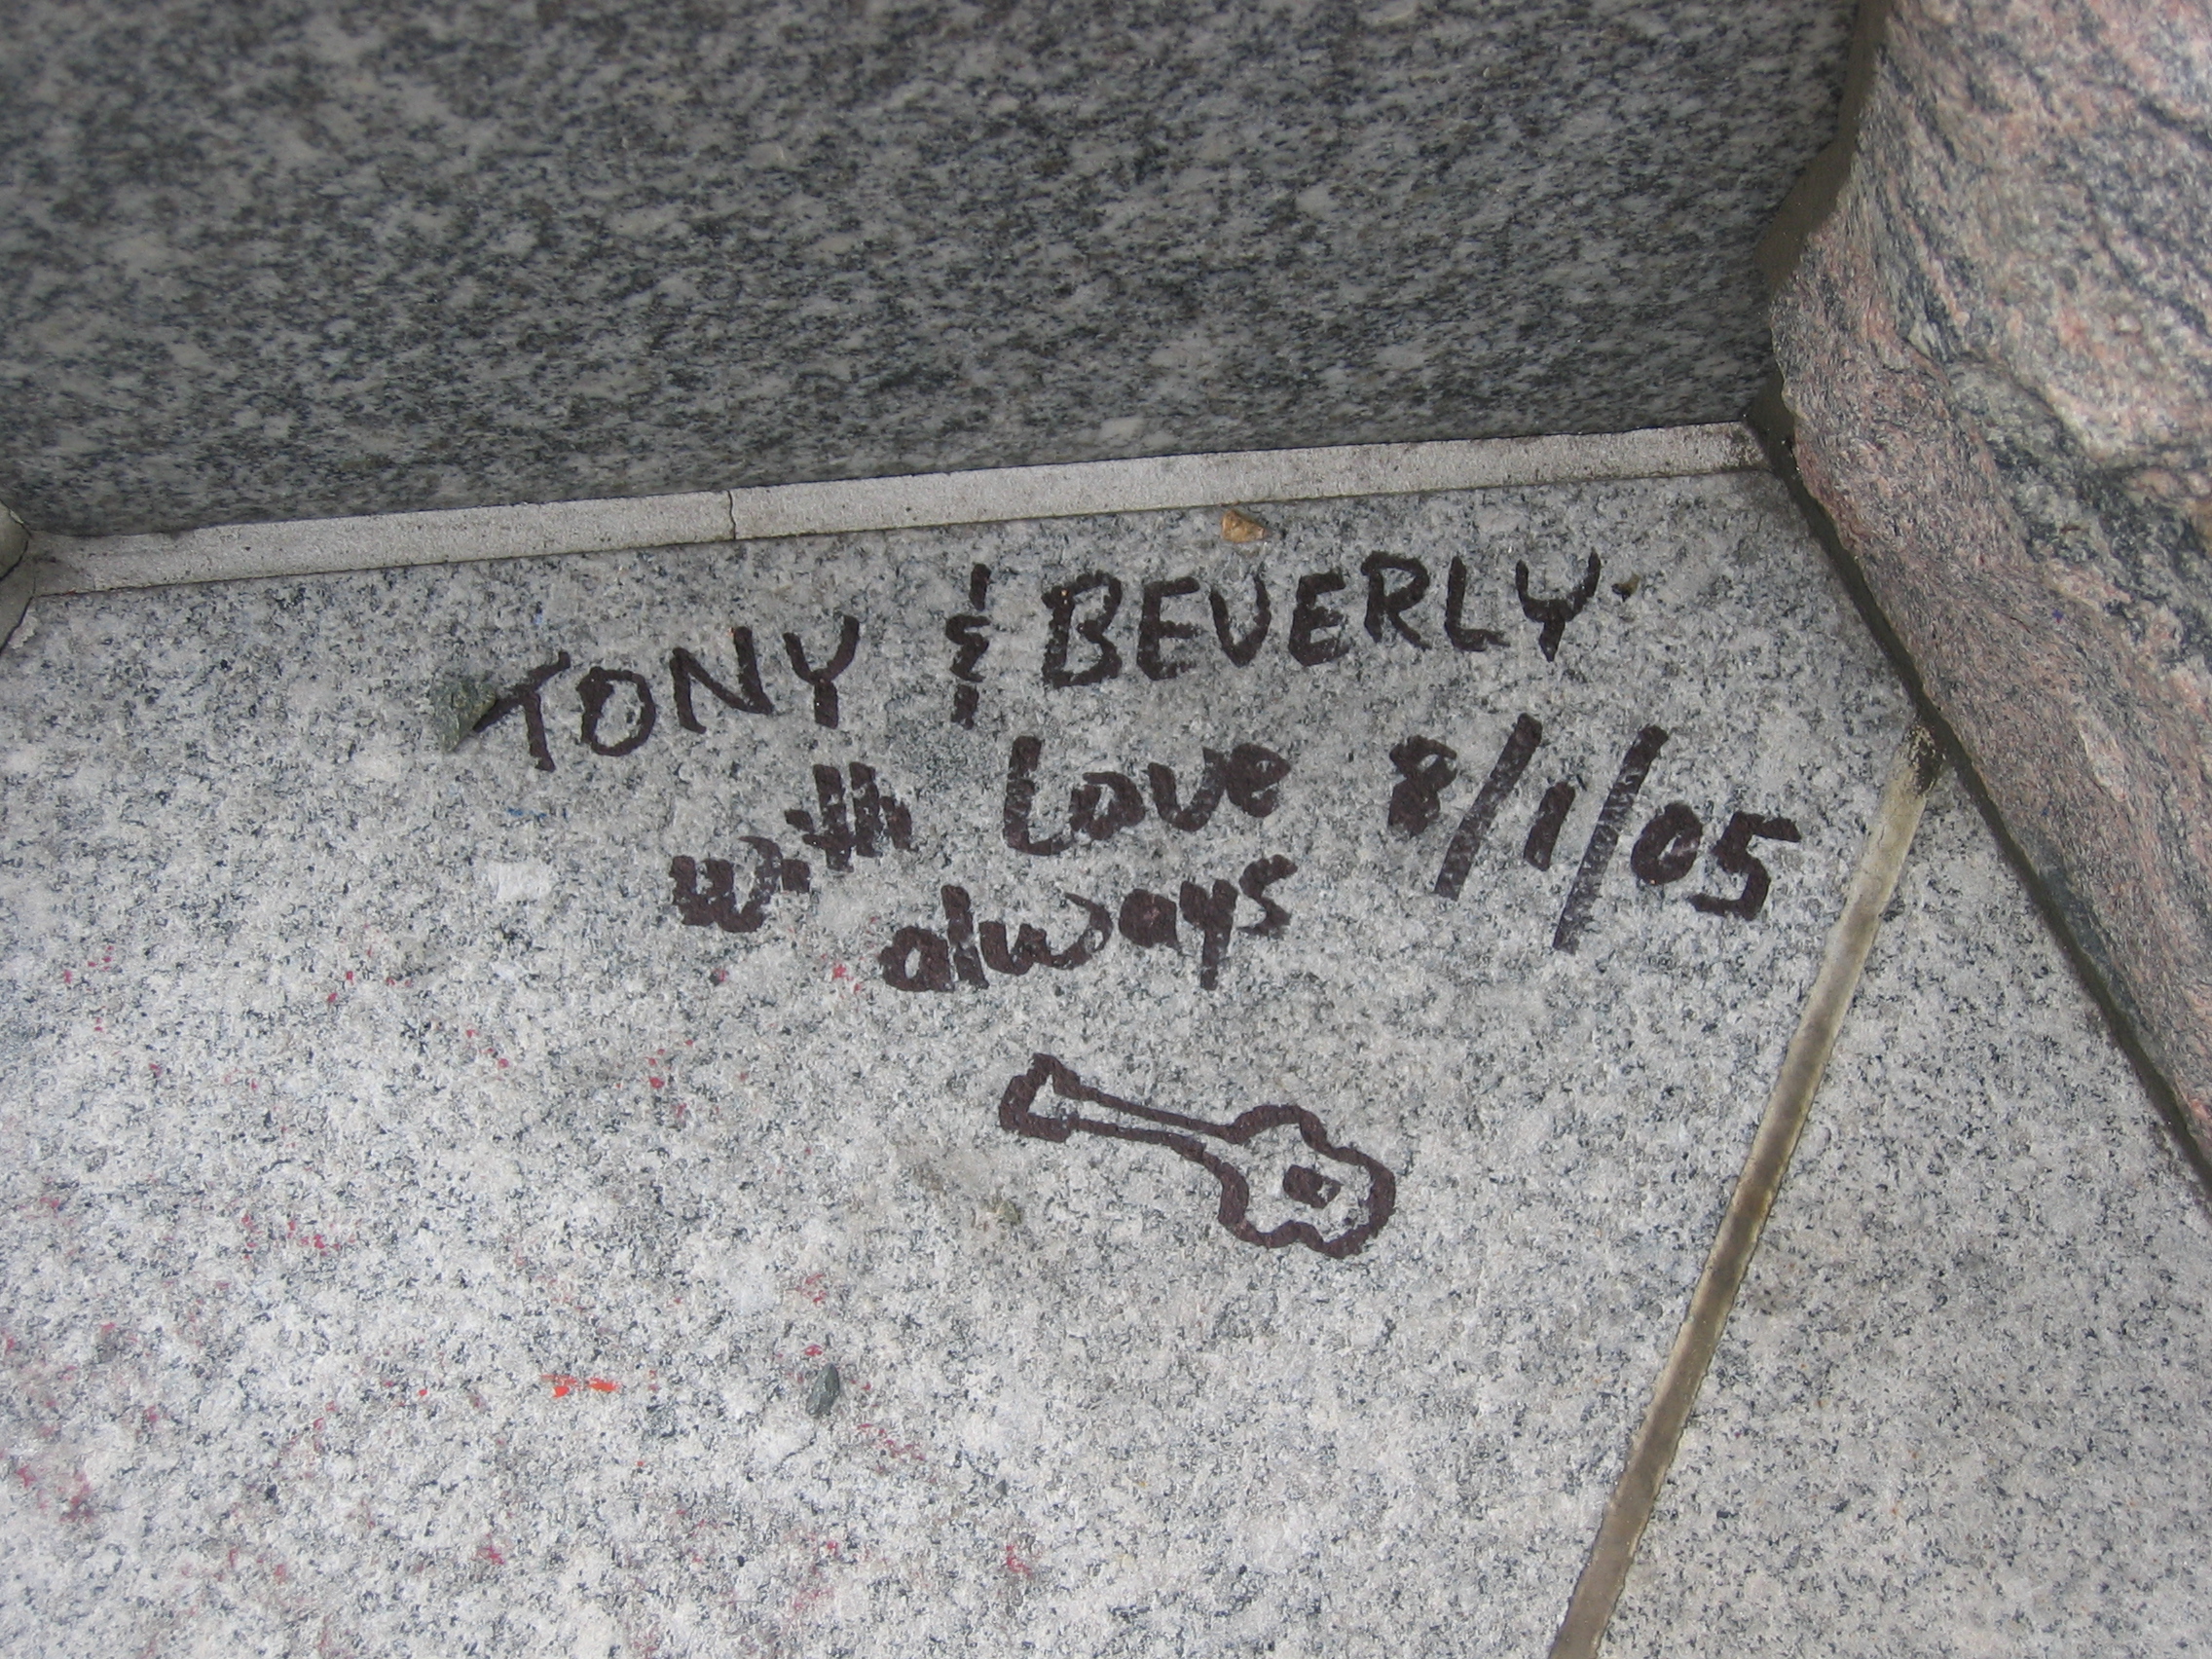 TONY & BEVERLY.
with Love 8/1/05
always